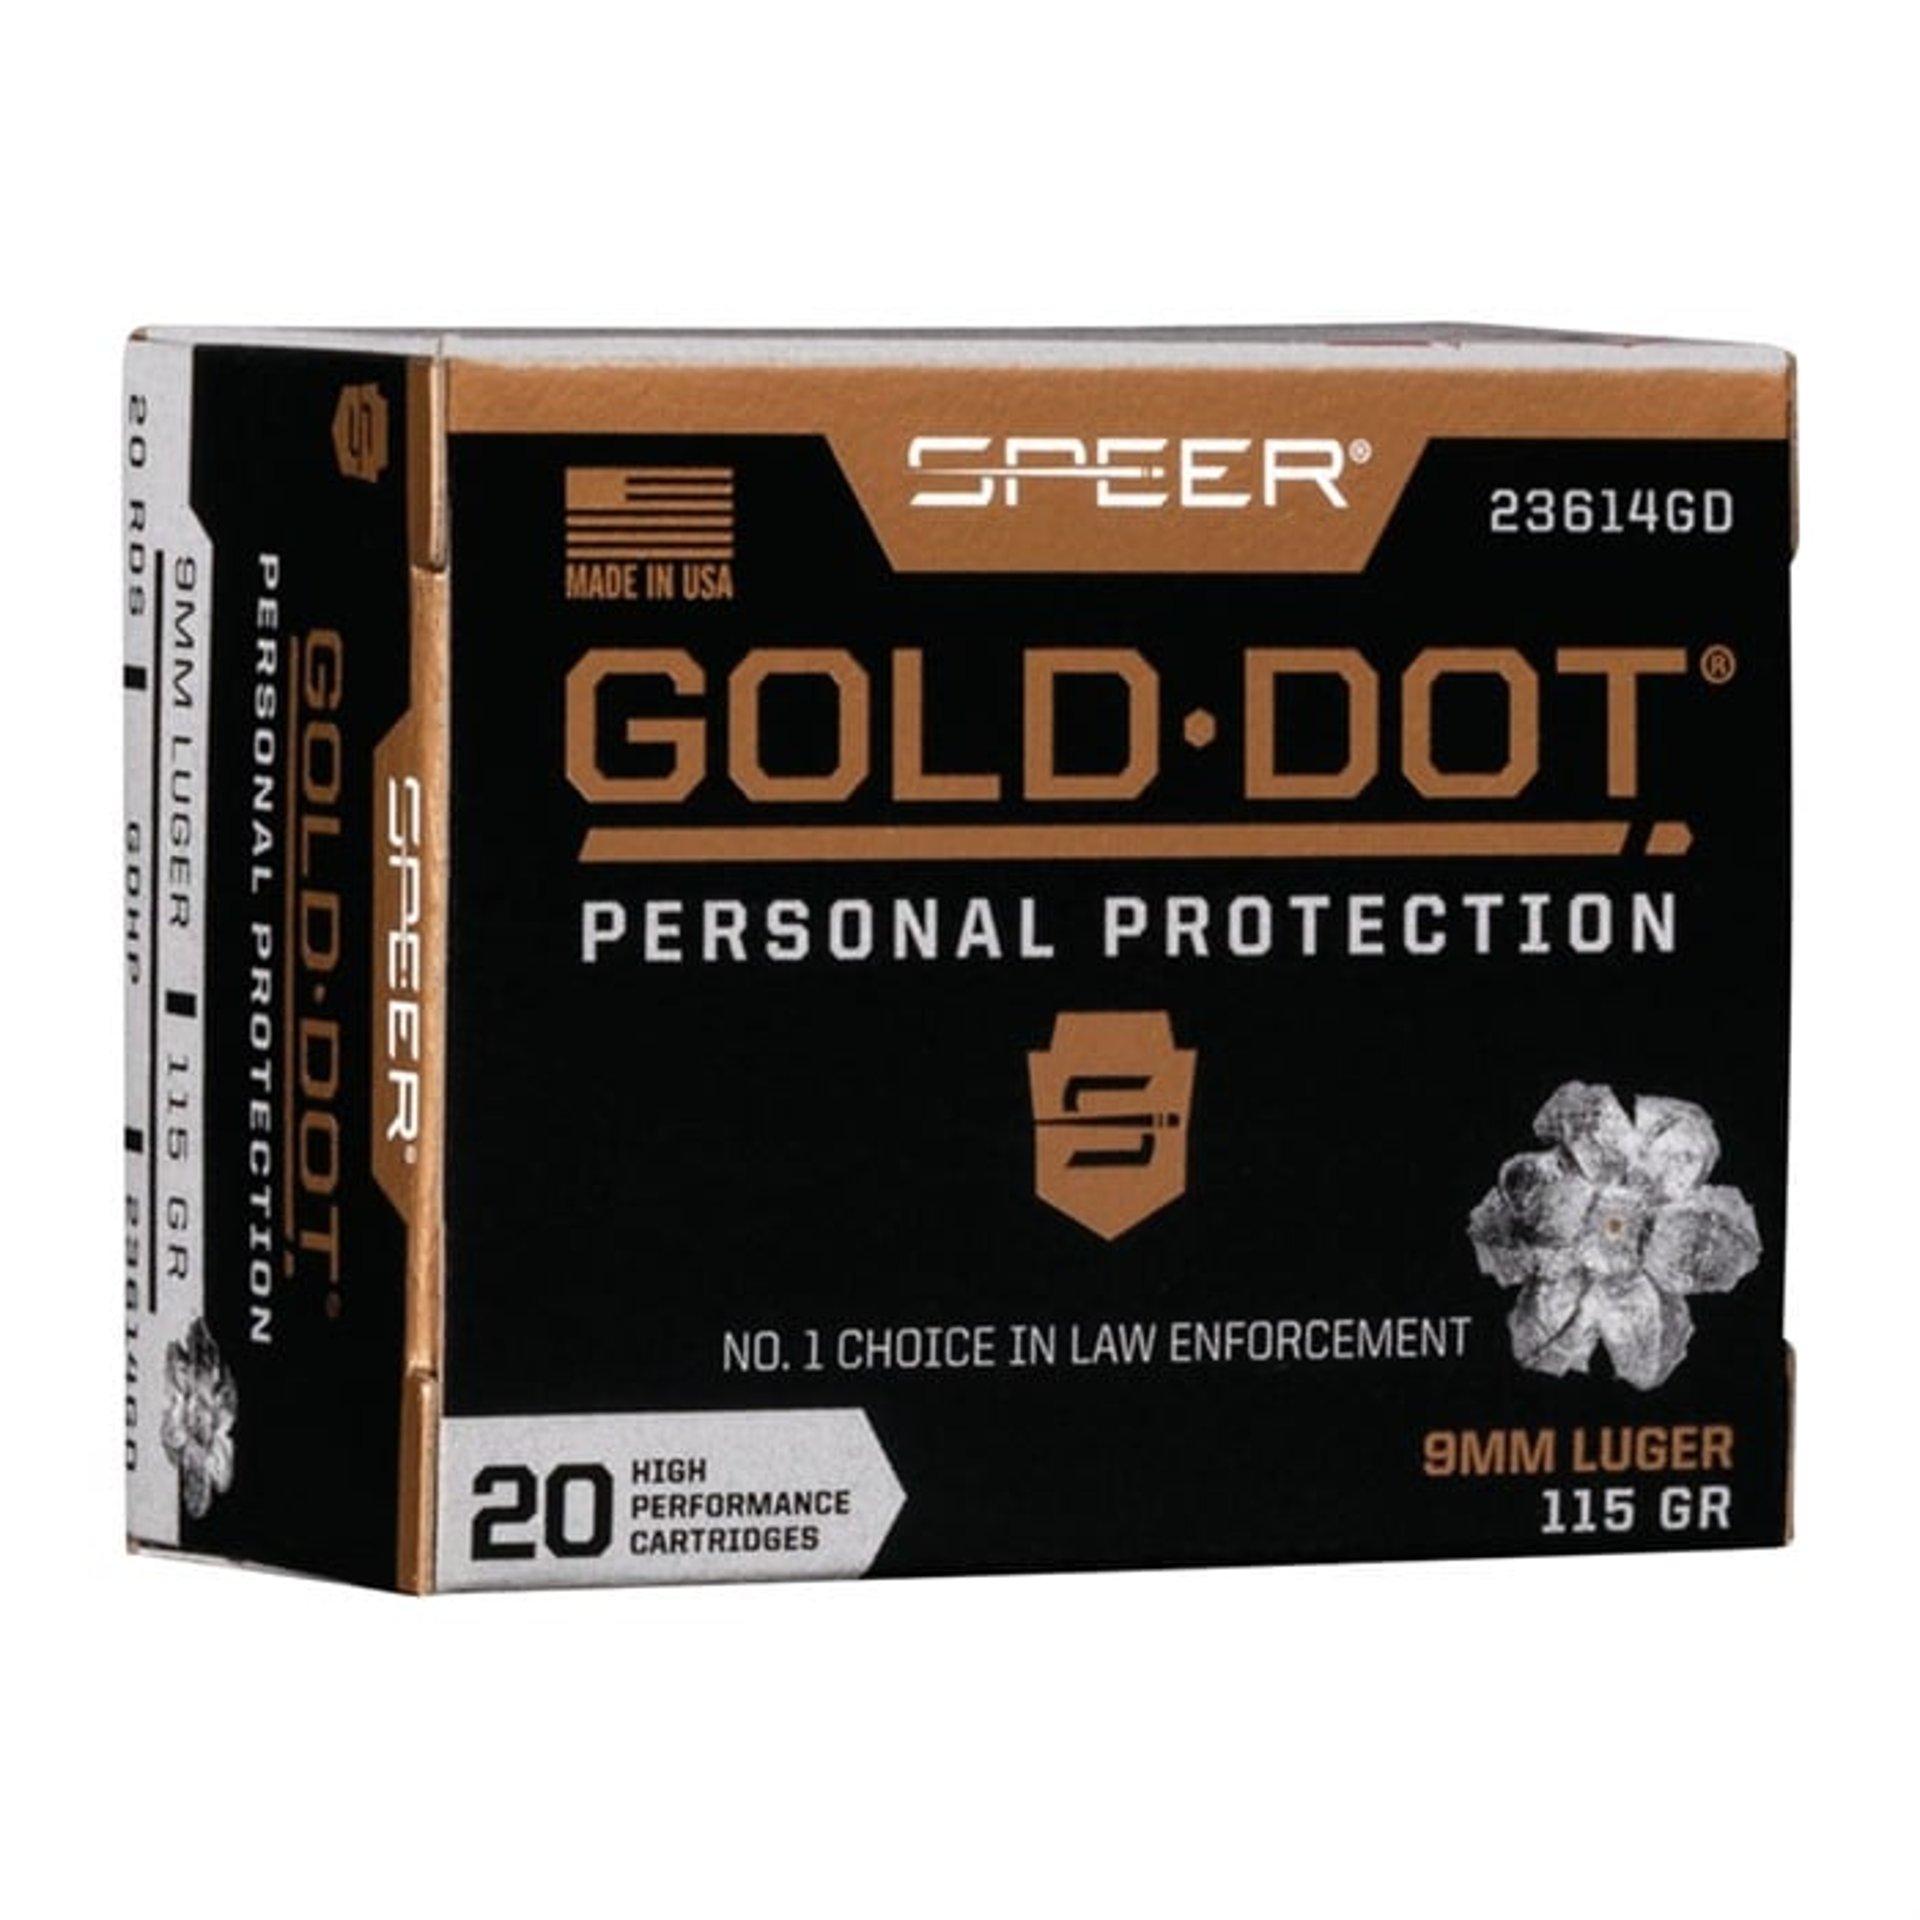 SPEER®
23614GD
MADE IN USA
GOLD·DOT®
PERSONAL PROTECTION
NO. 1 CHOICE IN LAW ENFORCEMENT
20 HIGH
PERFORMANCE
CARTRIDGES
9MM LUGER
115 GR
SPEER®
GOLD·DOT®
PERSONAL PROTECTION
9MM LUGER 115 GR
20 RDS GDHP 23614GD